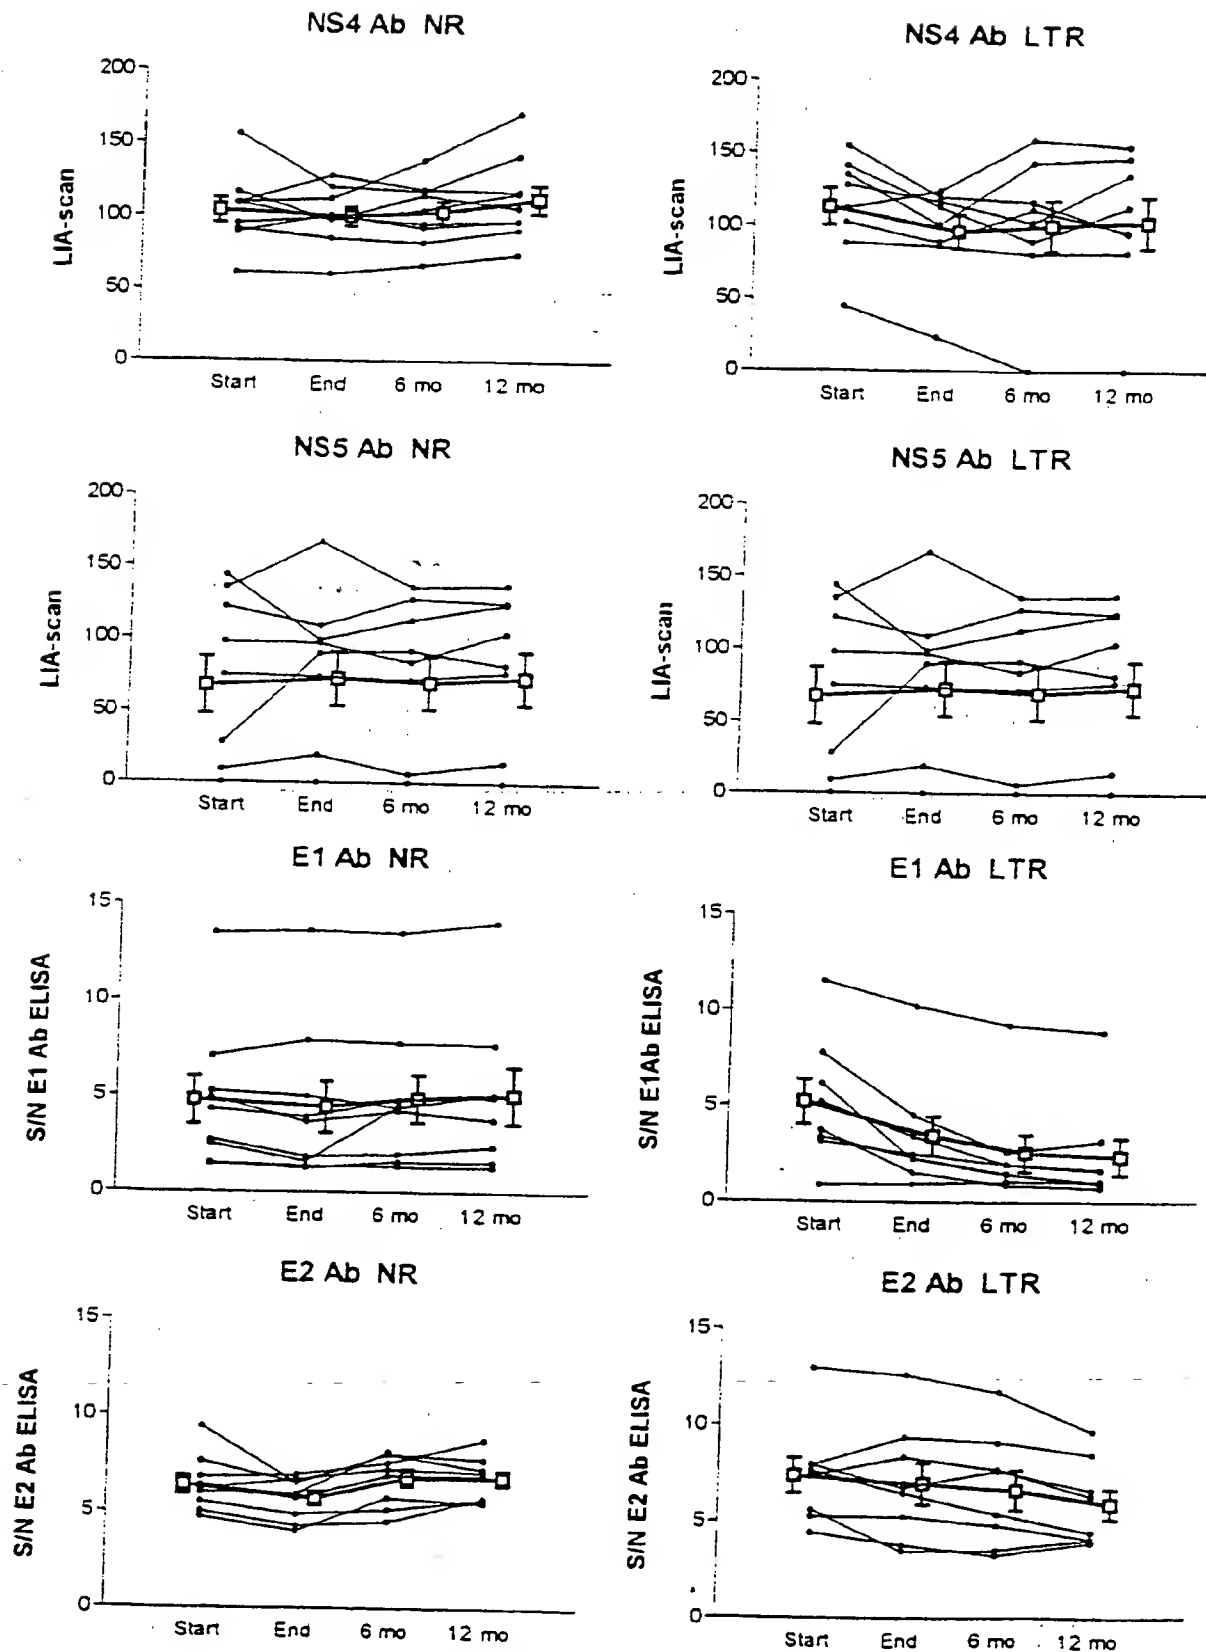 NS4 Ab NR
200
150
100
50
0
LIA-scan
Start End 6 mo 12 mo
NS4 Ab LTR
200
150
100
50
0
LIA-scan
Start End 6 mo 12 mo
NS5 Ab NR
200
150
100
50
0
LIA-scan
Start End 6 mo 12 mo
NS5 Ab LTR
200
150
100
50
0
LIA-scan
Start End 6 mo 12 mo
E1 Ab NR
15
10
5
0
S/N E1 Ab ELISA
Start End 6 mo 12 mo
E1 Ab LTR
15
10
5
0
S/N E1Ab ELISA
Start End 6 mo 12 mo
E2 Ab NR
15
10
5
0
S/N E2 Ab ELISA
Start End 6 mo 12 mo
E2 Ab LTR
15
10
5
0
S/N E2 Ab ELISA
Start End 6 mo 12 mo